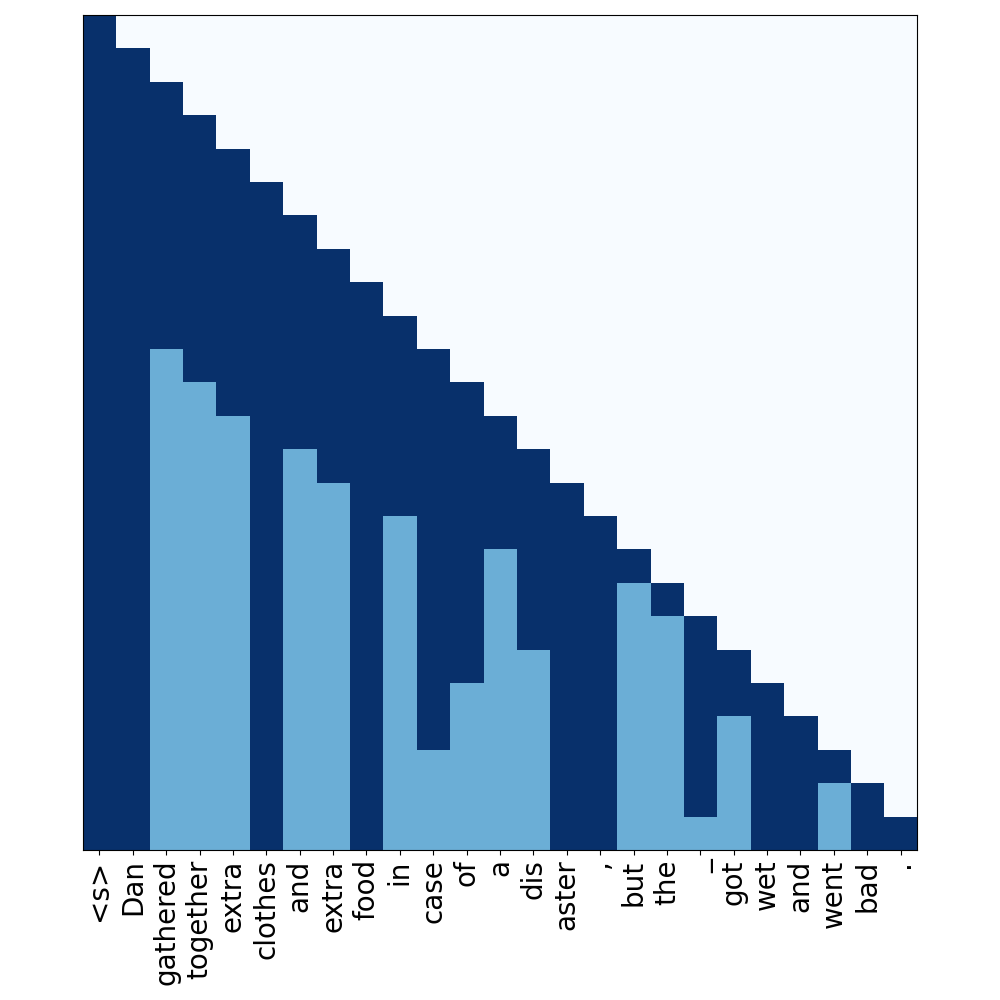 <s>
Dan
gathered
together
extra
clothes
and
extra
food
in
case
of
a
dis
aster
,
but
the
_
got
wet
and
went
bad
.